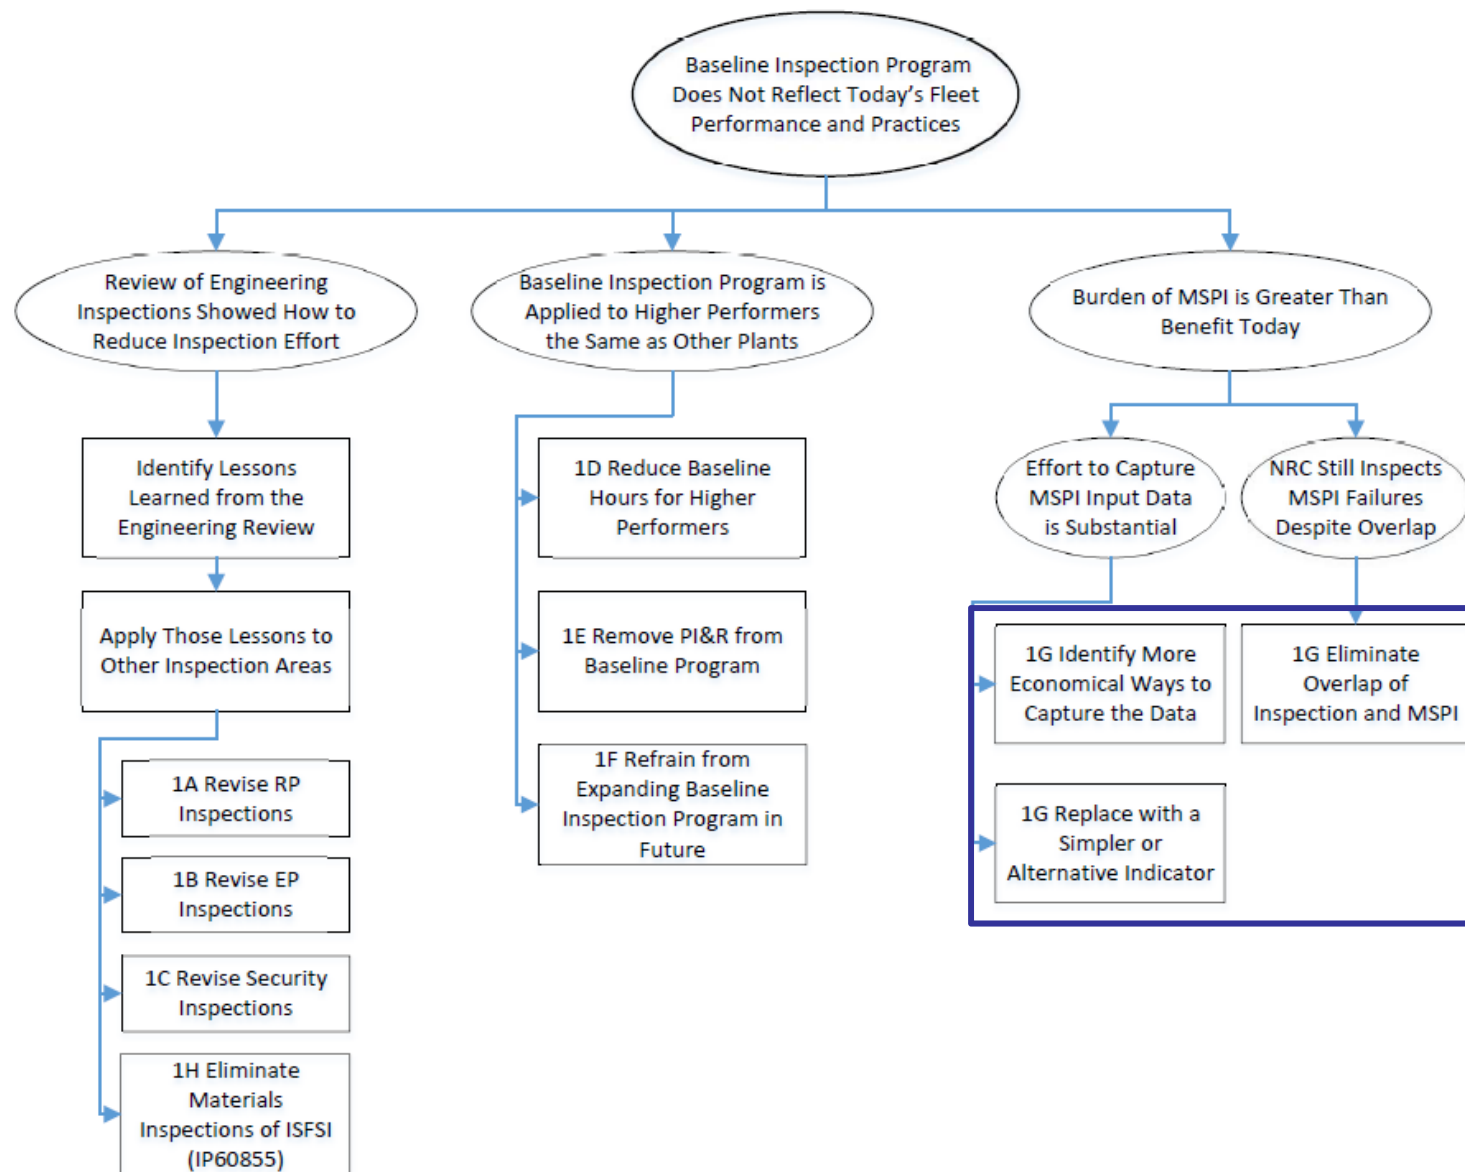 Baseline Inspection Program
Does Not Reflect Today's Fleet
Performance and Practices
Review of Engineering
Inspections Showed How to
Reduce Inspection Effort
Baseline Inspection Program is
Applied to Higher Performers
the Same as Other Plants
Burden of MSPI is Greater Than
Benefit Today
Identify Lessons
Learned from the
Engineering Review
Apply Those Lessons to
Other Inspection Areas
1A Revise RP
Inspections
1B Revise EP
Inspections
1C Revise Security
Inspections
1H Eliminate
Materials
Inspections of ISFSI
(IP60855)
1D Reduce Baseline
Hours for Higher
Performers
1E Remove PI&R from
Baseline Program
1F Refrain from
Expanding Baseline
Inspection Program in
Future
Effort to Capture
MSPI Input Data
is Substantial
NRC Still Inspects
MSPI Failures
Despite Overlap
1G Identify More
Economical Ways to
Capture the Data
1G Replace with a
Simpler or
Alternative Indicator
1G Eliminate
Overlap of
Inspection and MSPI